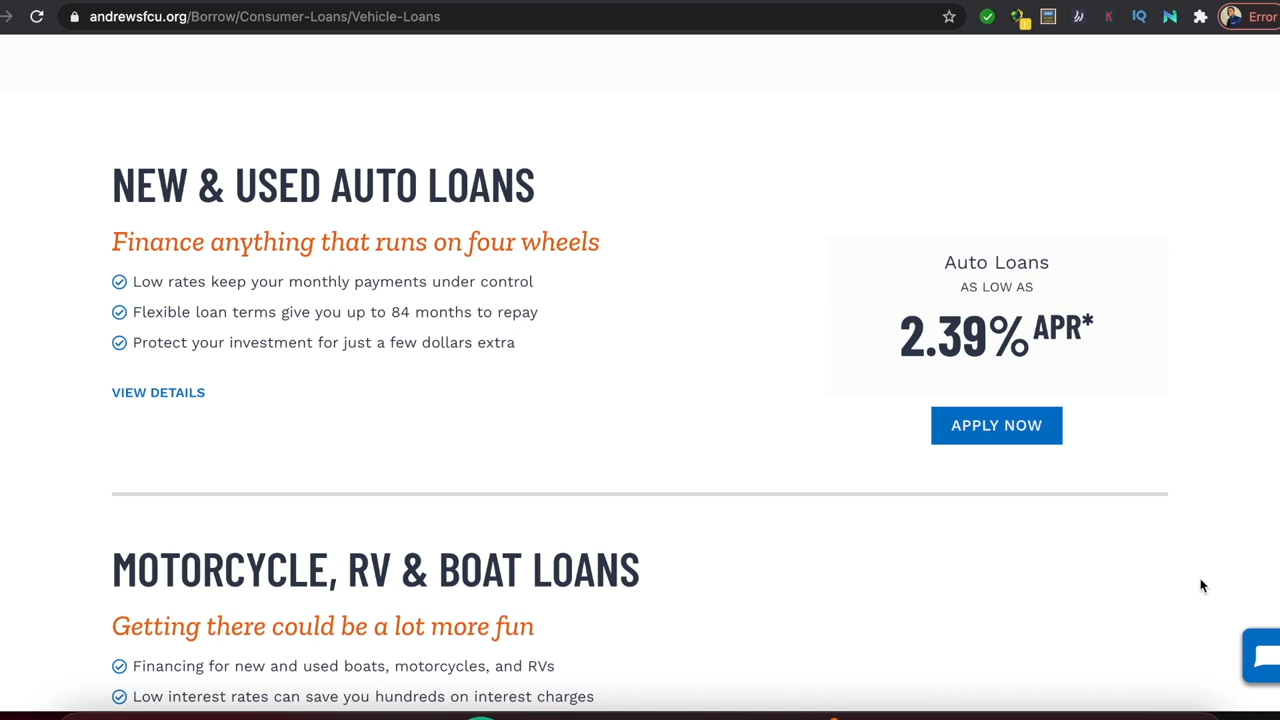 andrewsfcu.org/Borrow/Consumer-Loans/Vehicle-Loans
IQ
Error
NEW & USED AUTO LOANS
Finance anything that runs on four wheels
Low rates keep your monthly payments under control
Flexible loan terms give you up to 84 months to repay
Protect your investment for just a few dollars extra
VIEW DETAILS
Auto Loans
AS LOW AS
2.39% APR*
APPLY NOW
MOTORCYCLE, RV & BOAT LOANS
Getting there could be a lot more fun
Financing for new and used boats, motorcycles, and RVs
Low interest rates can save you hundreds on interest charges